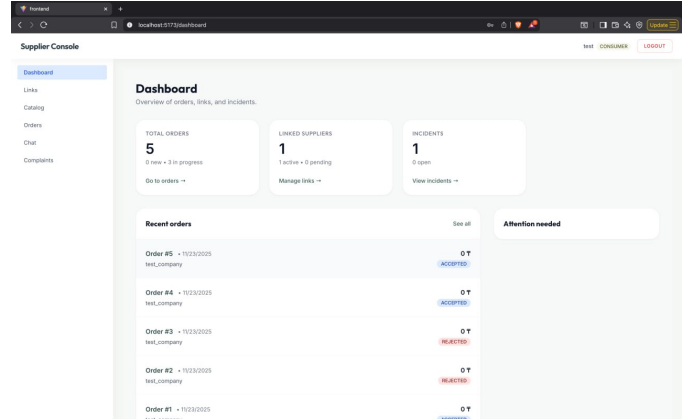 frontend
localhost:5173/dashboard
Update
Supplier Console
test CONSUMER LOGOUT
Dashboard
Links
Catalog
Orders
Chat
Complaints
Dashboard
Overview of orders, links, and incidents.
TOTAL ORDERS
5
0 new • 3 in progress
Go to orders →
LINKED SUPPLIERS
1
1 active • 0 pending
Manage links →
INCIDENTS
1
0 open
View incidents →
Recent orders See all
Order #5 • 11/23/2025 0 ₸
test_company ACCEPTED
Order #4 • 11/23/2025 0 ₸
test_company ACCEPTED
Order #3 • 11/23/2025 0 ₸
test_company REJECTED
Order #2 • 11/23/2025 0 ₸
test_company REJECTED
Order #1 • 11/23/2025 0 ₸
Attention needed